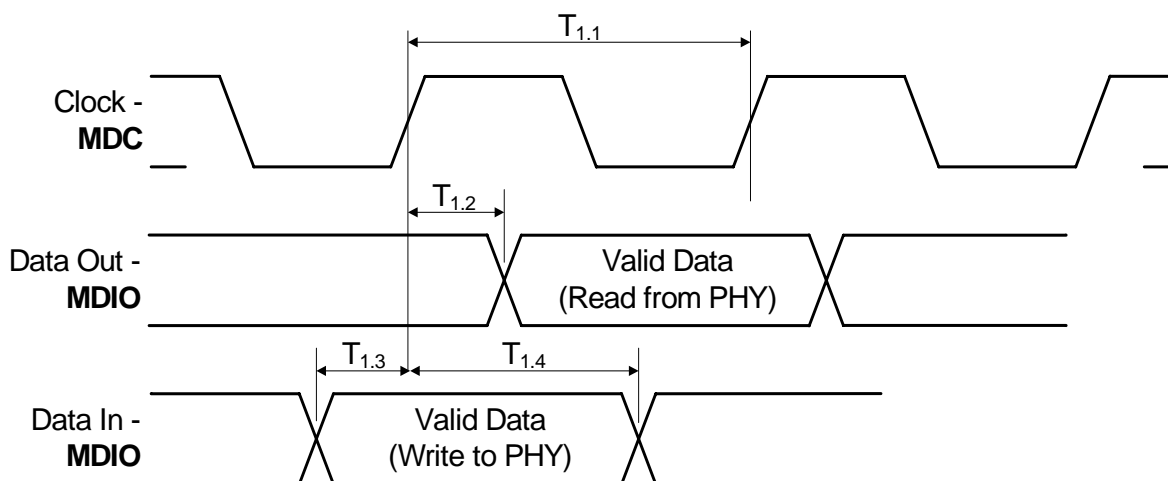 T1.1
Clock -
MDC
T1.2
Data Out -
MDIO
Valid Data
(Read from PHY)
T1.3
T1.4
Data In -
MDIO
Valid Data
(Write to PHY)